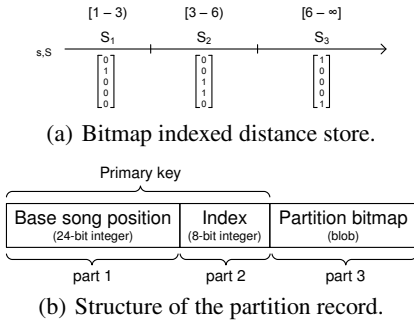 [1 – 3) [3 – 6) [6 – ∞]
S₁ S₂ S₃
s,S
0 0 1
1 0 0
0 1 0
0 1 0
0 0 1
(a) Bitmap indexed distance store.
Primary key
Base song position Index Partition bitmap
(24-bit integer) (8-bit integer) (blob)
part 1 part 2 part 3
(b) Structure of the partition record.